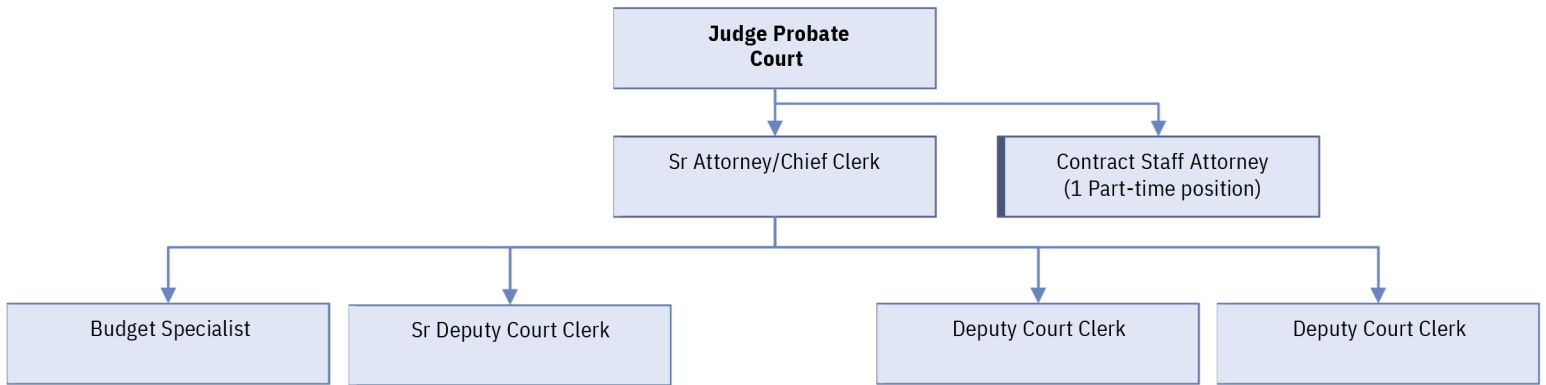 Judge Probate
Court
Sr Attorney/Chief Clerk
Contract Staff Attorney
(1 Part-time position)
Budget Specialist
Sr Deputy Court Clerk
Deputy Court Clerk
Deputy Court Clerk